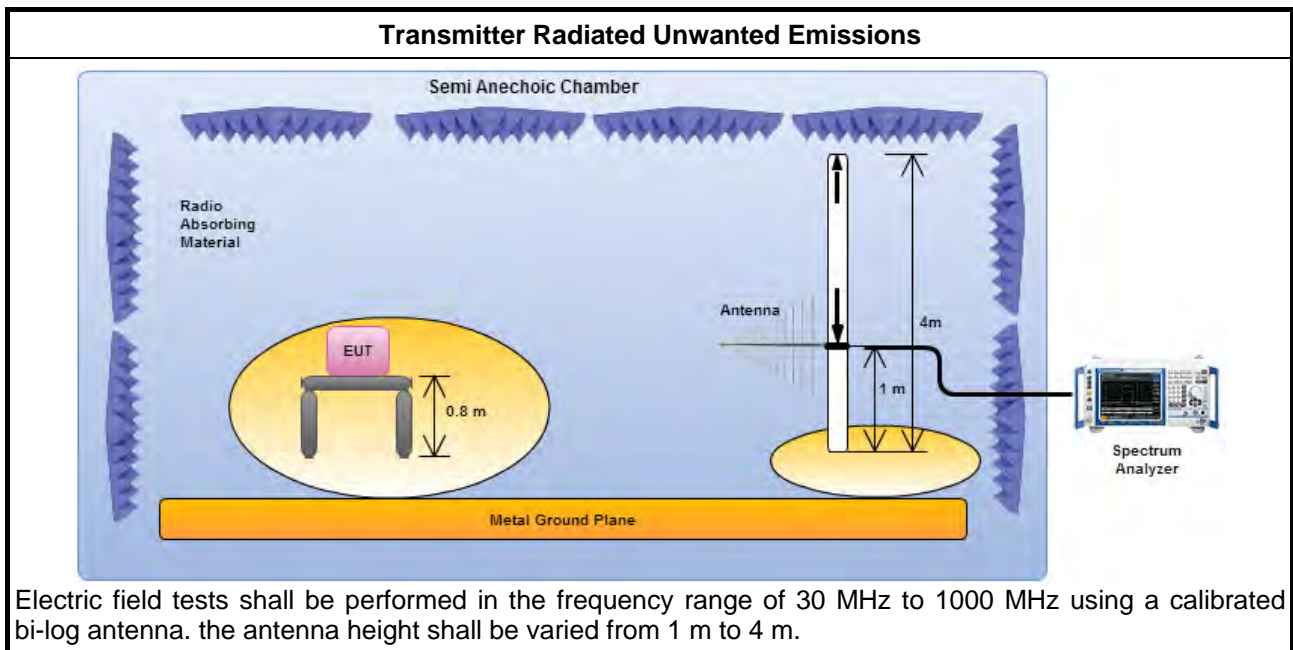 Transmitter Radiated Unwanted Emissions
Semi Anechoic Chamber
Radio
Absorbing
Material
Antenna
4m
EUT
1 m
0.8 m
Spectrum
Analyzer
Metal Ground Plane
Electric field tests shall be performed in the frequency range of 30 MHz to 1000 MHz using a calibrated
bi-log antenna. the antenna height shall be varied from 1 m to 4 m.